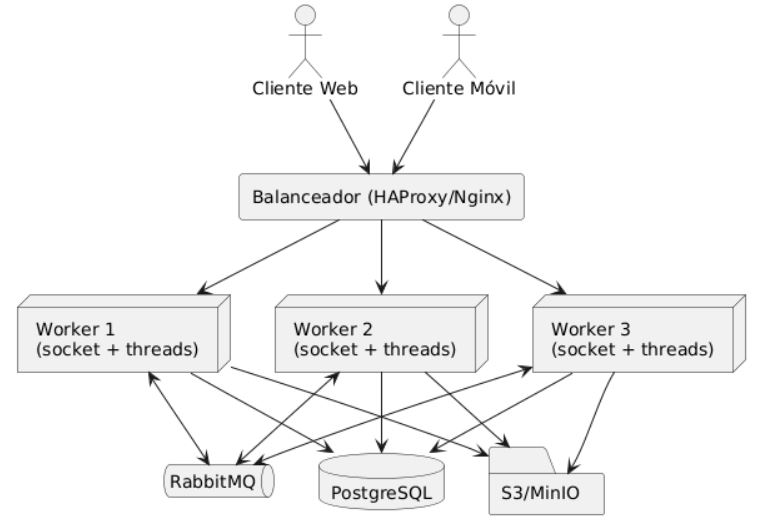 Cliente Web
Cliente Móvil
Balanceador (HAProxy/Nginx)
Worker 1
(socket + threads)
Worker 2
(socket + threads)
Worker 3
(socket + threads)
RabbitMQ
PostgreSQL
S3/MinIO